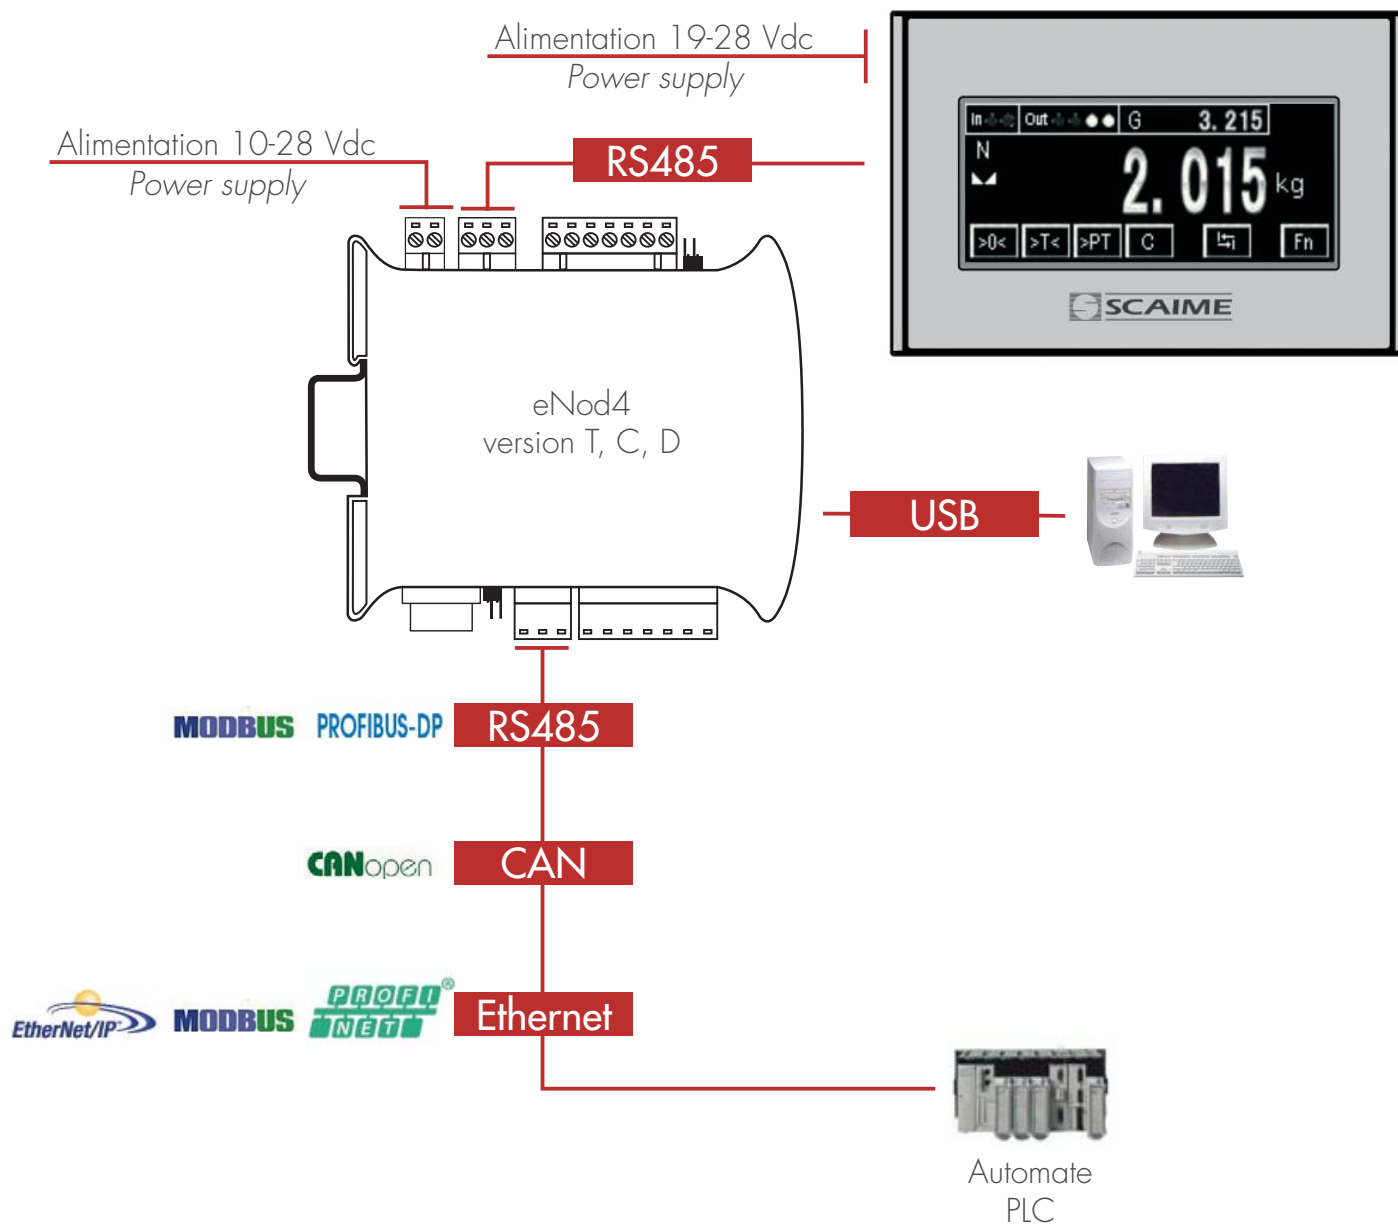 Alimentation 19-28 Vdc
Power supply
Alimentation 10-28 Vdc
Power supply
RS485
In Out G 3.215
N
2.015 kg
>0< >T< >PT C Fn
SCAIME
eNod4
version T, C, D
USB
MODBUS PROFIBUS-DP RS485
CANopen CAN
EtherNet/IP MODBUS PROFI NET® Ethernet
Automate
PLC